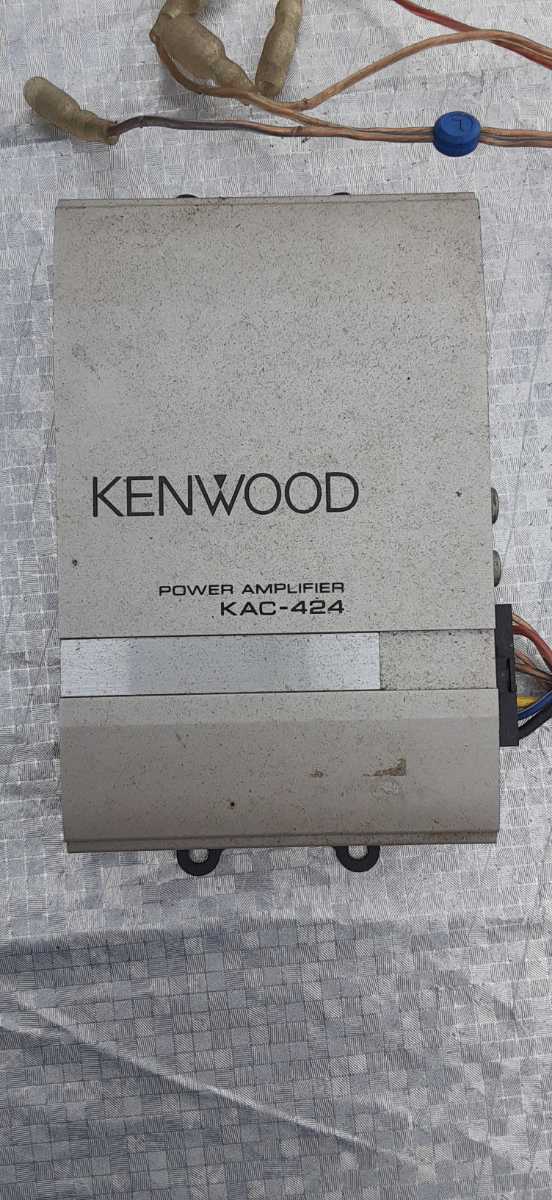 L
KENWOOD
POWER AMPLIFIER
KAC-424